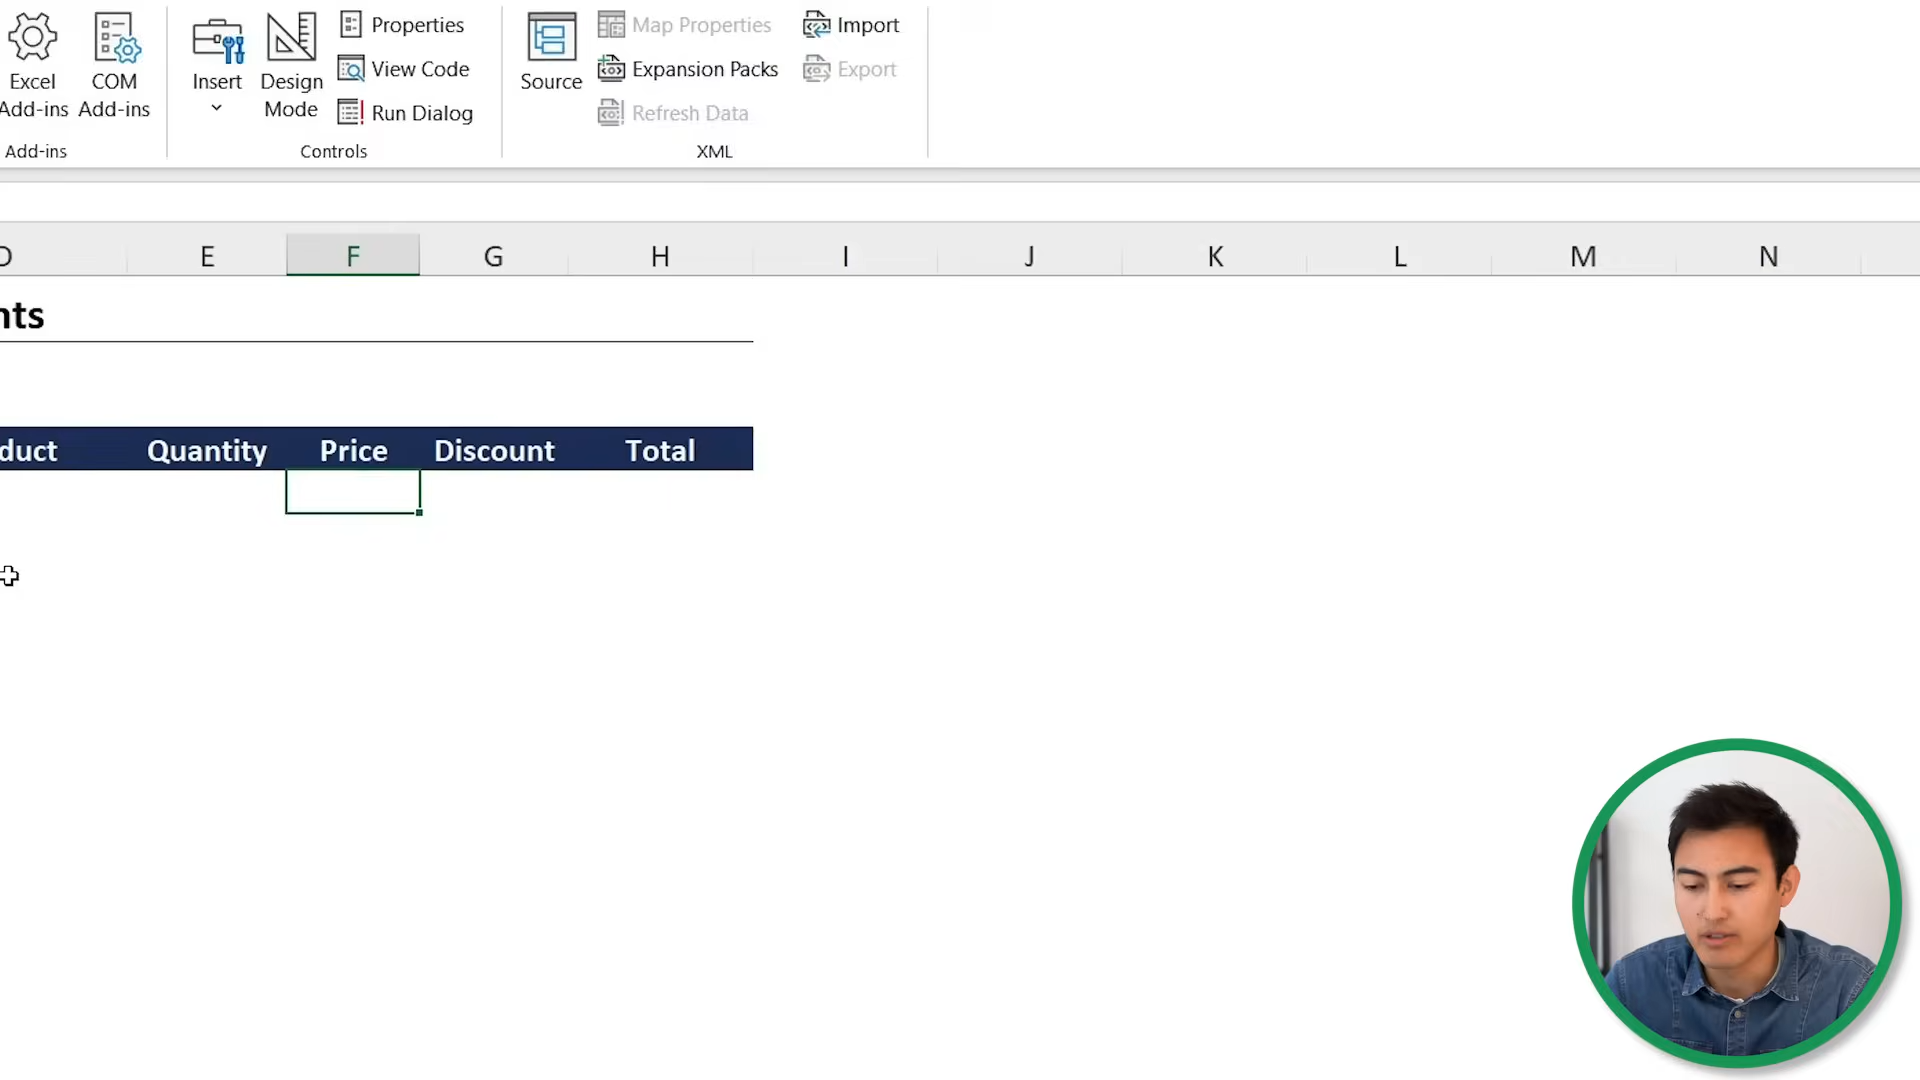 Excel
Add-ins
COM
Add-ins
Add-ins
Insert
Design
Mode
Properties
View Code
Run Dialog
Controls
Source
Map Properties
Expansion Packs
Refresh Data
Import
Export
XML
D E F G H I J K L M N
nts
duct Quantity Price Discount Total